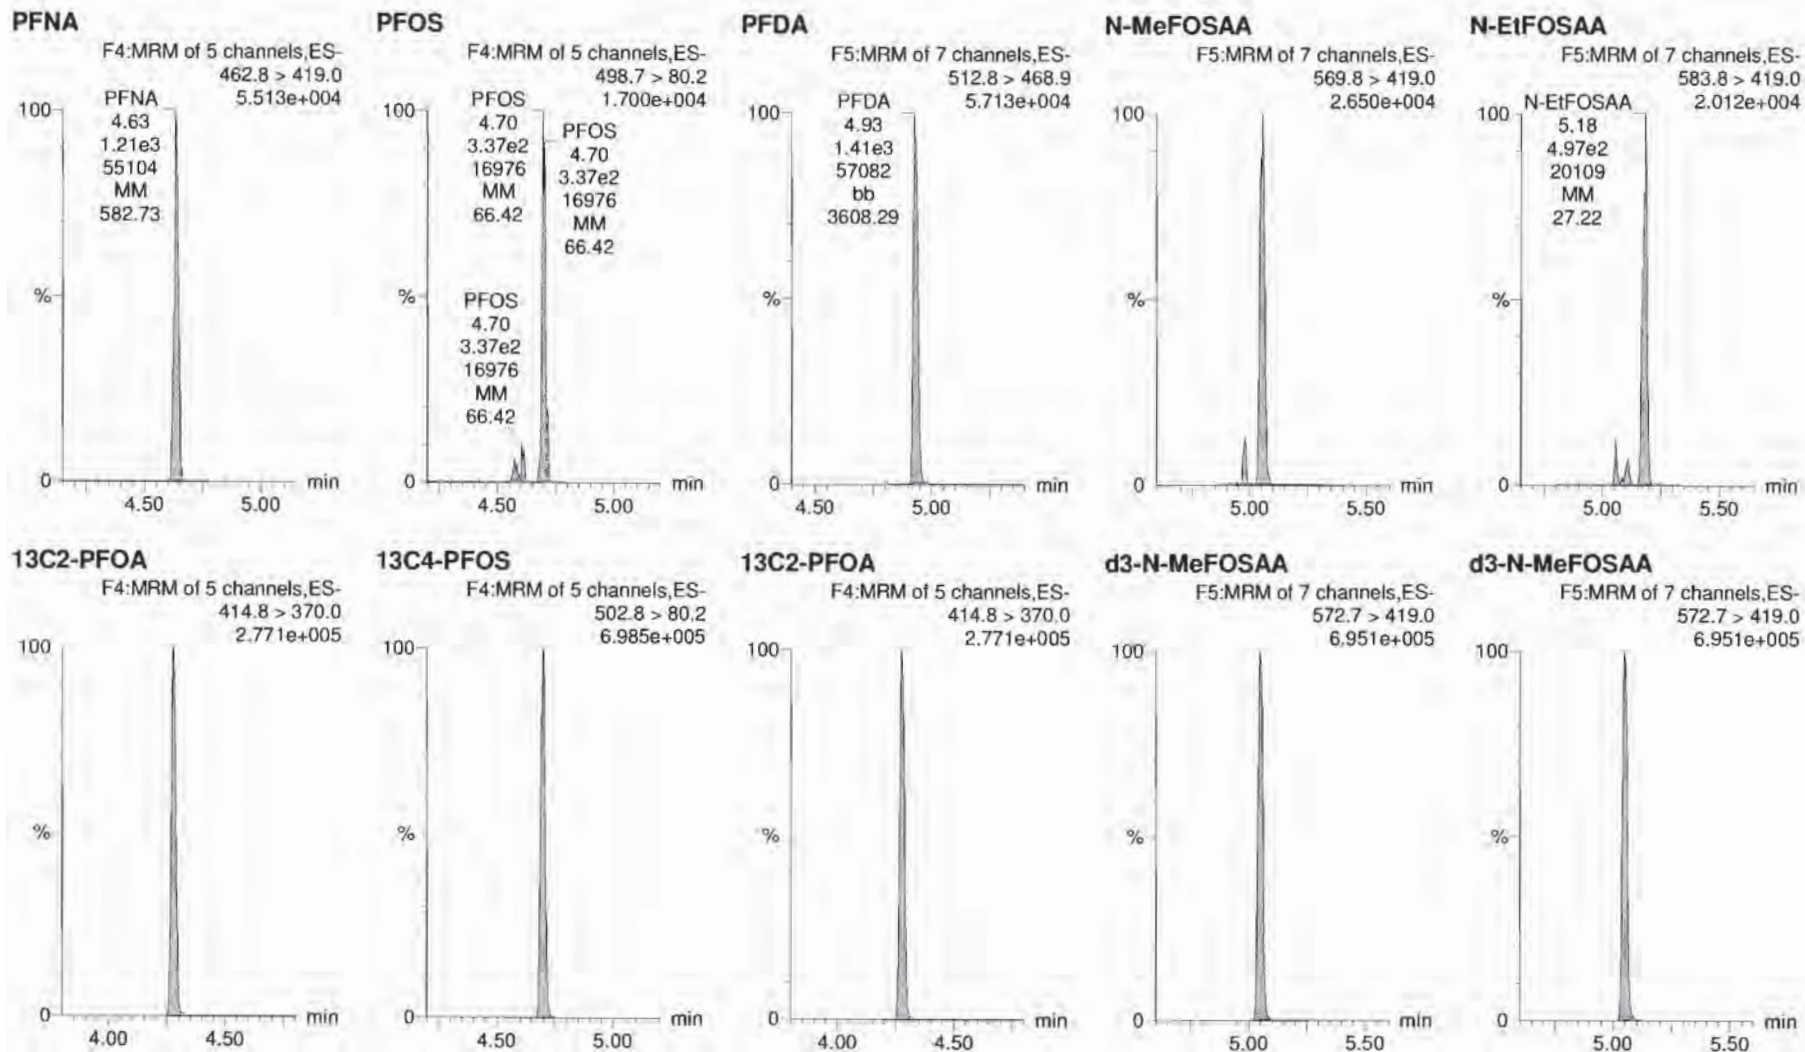 PFNA
F4:MRM of 5 channels,ES-
462.8 > 419.0
5.513e+004
100
PFNA
4.63
1.21e3
55104
MM
582.73
%
0
min
4.50 5.00
PFOS
F4:MRM of 5 channels,ES-
498.7 > 80.2
1.700e+004
100
PFOS
4.70
3.37e2
16976
MM
66.42
PFOS
4.70
3.37e2
16976
MM
66.42
PFOS
4.70
3.37e2
16976
MM
66.42
%
0
min
4.50 5.00
PFDA
F5:MRM of 7 channels,ES-
512.8 > 468.9
5.713e+004
100
PFDA
4.93
1.41e3
57082
bb
3608.29
%
0
min
4.50 5.00
N-MeFOSAA
F5:MRM of 7 channels,ES-
569.8 > 419.0
2.650e+004
100
%
0
min
5.00 5.50
N-EtFOSAA
F5:MRM of 7 channels,ES-
583.8 > 419.0
2.012e+004
100
N-EtFOSAA
5.18
4.97e2
20109
MM
27.22
%
0
min
5.00 5.50
13C2-PFOA
F4:MRM of 5 channels,ES-
414.8 > 370.0
2.771e+005
100
%
0
min
4.00 4.50
13C4-PFOS
F4:MRM of 5 channels,ES-
502.8 > 80.2
6.985e+005
100
%
0
min
4.50 5.00
13C2-PFOA
F4:MRM of 5 channels,ES-
414.8 > 370.0
2.771e+005
100
%
0
min
4.00 4.50
d3-N-MeFOSAA
F5:MRM of 7 channels,ES-
572.7 > 419.0
6.951e+005
100
%
0
min
5.00 5.50
d3-N-MeFOSAA
F5:MRM of 7 channels,ES-
572.7 > 419.0
6.951e+005
100
%
0
min
5.00 5.50